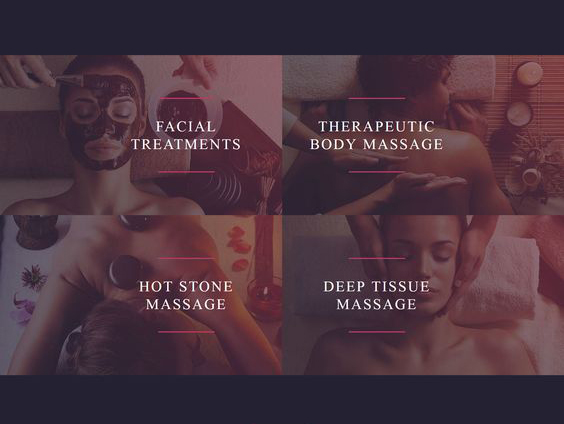 FACIAL
TREATMENTS
THERAPEUTIC
BODY MASSAGE
HOT STONE
MASSAGE
DEEP TISSUE
MASSAGE